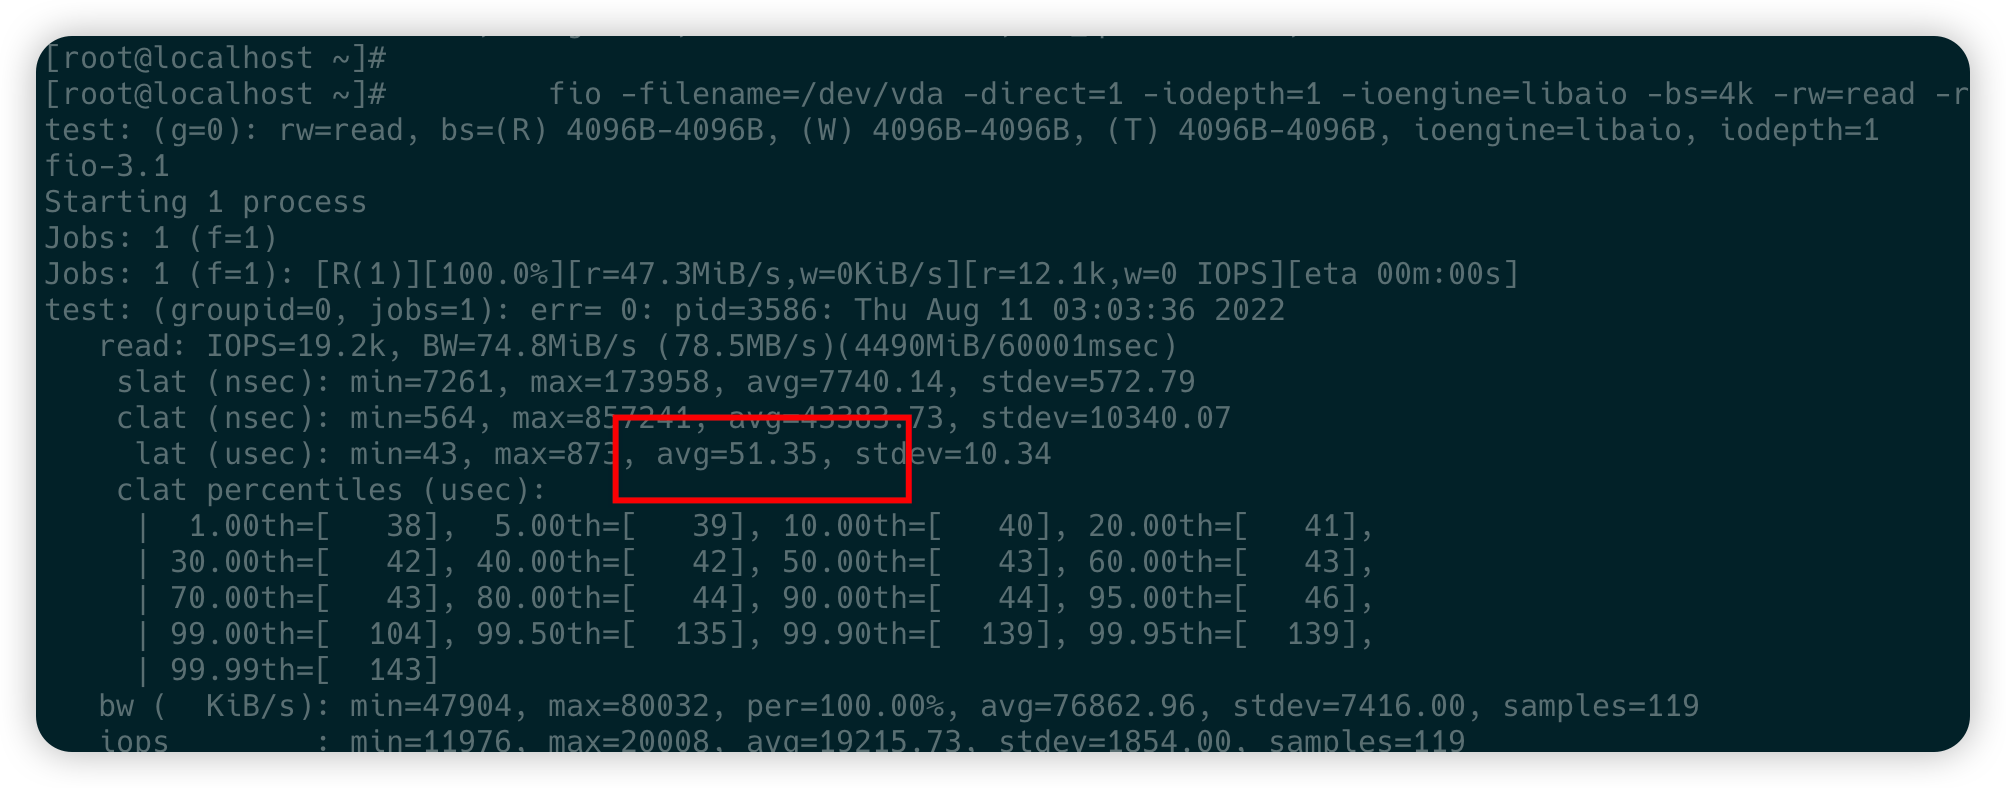 [root@localhost ~]#
[root@localhost ~]#         fio -filename=/dev/vda -direct=1 -iodepth=1 -ioengine=libaio -bs=4k -rw=read -r
test: (g=0): rw=read, bs=(R) 4096B-4096B, (W) 4096B-4096B, (T) 4096B-4096B, ioengine=libaio, iodepth=1
fio-3.1
Starting 1 process
Jobs: 1 (f=1)
Jobs: 1 (f=1): [R(1)][100.0%][r=47.3MiB/s,w=0KiB/s][r=12.1k,w=0 IOPS][eta 00m:00s]
test: (groupid=0, jobs=1): err= 0: pid=3586: Thu Aug 11 03:03:36 2022
   read: IOPS=19.2k, BW=74.8MiB/s (78.5MB/s)(4490MiB/60001msec)
    slat (nsec): min=7261, max=173958, avg=7740.14, stdev=572.79
    clat (nsec): min=564, max=857241, avg=43383.73, stdev=10340.07
     lat (usec): min=43, max=873, avg=51.35, stdev=10.34
    clat percentiles (usec):
     |  1.00th=[   38],  5.00th=[   39], 10.00th=[   40], 20.00th=[   41],
     | 30.00th=[   42], 40.00th=[   42], 50.00th=[   43], 60.00th=[   43],
     | 70.00th=[   43], 80.00th=[   44], 90.00th=[   44], 95.00th=[   46],
     | 99.00th=[  104], 99.50th=[  135], 99.90th=[  139], 99.95th=[  139],
     | 99.99th=[  143]
   bw (  KiB/s): min=47904, max=80032, per=100.00%, avg=76862.96, stdev=7416.00, samples=119
   iops        : min=11976, max=20008, avg=19215.73, stdev=1854.00, samples=119